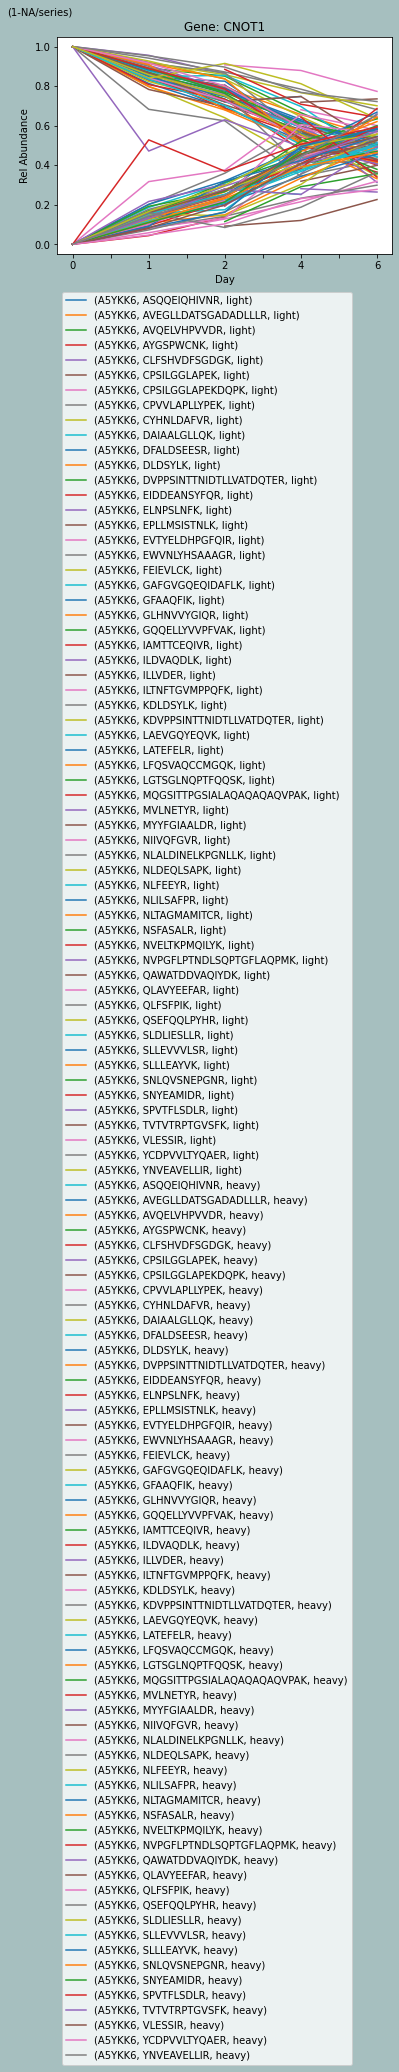 (1-NA/series)
Gene: CNOT1
1.0
0.8
0.6
0.4
0.2
0.0
Rel Abundance
0 1 2 4 6
Day
(A5YKK6, ASQQEIQHIVNR, light)
(A5YKK6, AVEGLLDATSGADADLLLR, light)
(A5YKK6, AVQELVHPVVDR, light)
(A5YKK6, AYGSPWCNK, light)
(A5YKK6, CLFSHVDFSGDGK, light)
(A5YKK6, CPSILGGLAPEK, light)
(A5YKK6, CPSILGGLAPEKDQPK, light)
(A5YKK6, CPVVLAPLLYPEK, light)
(A5YKK6, CYHNLDAFVR, light)
(A5YKK6, DAIAALGLLQK, light)
(A5YKK6, DFALDSEESR, light)
(A5YKK6, DLDSYLK, light)
(A5YKK6, DVPPSINTTNIDTLLVATDQTER, light)
(A5YKK6, EIDDEANSYFQR, light)
(A5YKK6, ELNPSLNFK, light)
(A5YKK6, EPLLMSISTNLK, light)
(A5YKK6, EVTYELDHPGFQIR, light)
(A5YKK6, EWVNLYHSAAAGR, light)
(A5YKK6, FEIEVLCK, light)
(A5YKK6, GAFGVGQEQIDAFLK, light)
(A5YKK6, GFAAQFIK, light)
(A5YKK6, GLHNVVYGIQR, light)
(A5YKK6, GQQELLYVVPFVAK, light)
(A5YKK6, IAMTTCEQIVR, light)
(A5YKK6, ILDVAQDLK, light)
(A5YKK6, ILLVDER, light)
(A5YKK6, ILTNFTGVMPPQFK, light)
(A5YKK6, KDLDSYLK, light)
(A5YKK6, KDVPPSINTTNIDTLLVATDQTER, light)
(A5YKK6, LAEVGQYEQVK, light)
(A5YKK6, LATEFELR, light)
(A5YKK6, LFQSVAQCCMGQK, light)
(A5YKK6, LGTSGLNQPTFQQSK, light)
(A5YKK6, MQGSITTPGSIALAQAQAQAQVPAK, light)
(A5YKK6, MVLNETYR, light)
(A5YKK6, MYYFGIAALDR, light)
(A5YKK6, NIIVQFGVR, light)
(A5YKK6, NLALDINELKPGNLLK, light)
(A5YKK6, NLDEQLSAPK, light)
(A5YKK6, NLFEEYR, light)
(A5YKK6, NLILSAFPR, light)
(A5YKK6, NLTAGMAMITCR, light)
(A5YKK6, NSFASALR, light)
(A5YKK6, NVELTKPMQILYK, light)
(A5YKK6, NVPGFLPTNDLSQPTGFLAQPMK, light)
(A5YKK6, QAWATDDVAQIYDK, light)
(A5YKK6, QLAVYEEFAR, light)
(A5YKK6, QLFSFPIK, light)
(A5YKK6, QSEFQQLPYHR, light)
(A5YKK6, SLDLIESLLR, light)
(A5YKK6, SLLEVVVLSR, light)
(A5YKK6, SLLLEAYVK, light)
(A5YKK6, SNLQVSNEPGNR, light)
(A5YKK6, SNYEAMIDR, light)
(A5YKK6, SPVTFLSDLR, light)
(A5YKK6, TVTVTRPTGVSFK, light)
(A5YKK6, VLESSIR, light)
(A5YKK6, YCDPVVLTYQAER, light)
(A5YKK6, YNVEAVELLIR, light)
(A5YKK6, ASQQEIQHIVNR, heavy)
(A5YKK6, AVEGLLDATSGADADLLLR, heavy)
(A5YKK6, AVQELVHPVVDR, heavy)
(A5YKK6, AYGSPWCNK, heavy)
(A5YKK6, CLFSHVDFSGDGK, heavy)
(A5YKK6, CPSILGGLAPEK, heavy)
(A5YKK6, CPSILGGLAPEKDQPK, heavy)
(A5YKK6, CPVVLAPLLYPEK, heavy)
(A5YKK6, CYHNLDAFVR, heavy)
(A5YKK6, DAIAALGLLQK, heavy)
(A5YKK6, DFALDSEESR, heavy)
(A5YKK6, DLDSYLK, heavy)
(A5YKK6, DVPPSINTTNIDTLLVATDQTER, heavy)
(A5YKK6, EIDDEANSYFQR, heavy)
(A5YKK6, ELNPSLNFK, heavy)
(A5YKK6, EPLLMSISTNLK, heavy)
(A5YKK6, EVTYELDHPGFQIR, heavy)
(A5YKK6, EWVNLYHSAAAGR, heavy)
(A5YKK6, FEIEVLCK, heavy)
(A5YKK6, GAFGVGQEQIDAFLK, heavy)
(A5YKK6, GFAAQFIK, heavy)
(A5YKK6, GLHNVVYGIQR, heavy)
(A5YKK6, GQQELLYVVPFVAK, heavy)
(A5YKK6, IAMTTCEQIVR, heavy)
(A5YKK6, ILDVAQDLK, heavy)
(A5YKK6, ILLVDER, heavy)
(A5YKK6, ILTNFTGVMPPQFK, heavy)
(A5YKK6, KDLDSYLK, heavy)
(A5YKK6, KDVPPSINTTNIDTLLVATDQTER, heavy)
(A5YKK6, LAEVGQYEQVK, heavy)
(A5YKK6, LATEFELR, heavy)
(A5YKK6, LFQSVAQCCMGQK, heavy)
(A5YKK6, LGTSGLNQPTFQQSK, heavy)
(A5YKK6, MQGSITTPGSIALAQAQAQAQVPAK, heavy)
(A5YKK6, MVLNETYR, heavy)
(A5YKK6, MYYFGIAALDR, heavy)
(A5YKK6, NIIVQFGVR, heavy)
(A5YKK6, NLALDINELKPGNLLK, heavy)
(A5YKK6, NLDEQLSAPK, heavy)
(A5YKK6, NLFEEYR, heavy)
(A5YKK6, NLILSAFPR, heavy)
(A5YKK6, NLTAGMAMITCR, heavy)
(A5YKK6, NSFASALR, heavy)
(A5YKK6, NVELTKPMQILYK, heavy)
(A5YKK6, NVPGFLPTNDLSQPTGFLAQPMK, heavy)
(A5YKK6, QAWATDDVAQIYDK, heavy)
(A5YKK6, QLAVYEEFAR, heavy)
(A5YKK6, QLFSFPIK, heavy)
(A5YKK6, QSEFQQLPYHR, heavy)
(A5YKK6, SLDLIESLLR, heavy)
(A5YKK6, SLLEVVVLSR, heavy)
(A5YKK6, SLLLEAYVK, heavy)
(A5YKK6, SNLQVSNEPGNR, heavy)
(A5YKK6, SNYEAMIDR, heavy)
(A5YKK6, SPVTFLSDLR, heavy)
(A5YKK6, TVTVTRPTGVSFK, heavy)
(A5YKK6, VLESSIR, heavy)
(A5YKK6, YCDPVVLTYQAER, heavy)
(A5YKK6, YNVEAVELLIR, heavy)